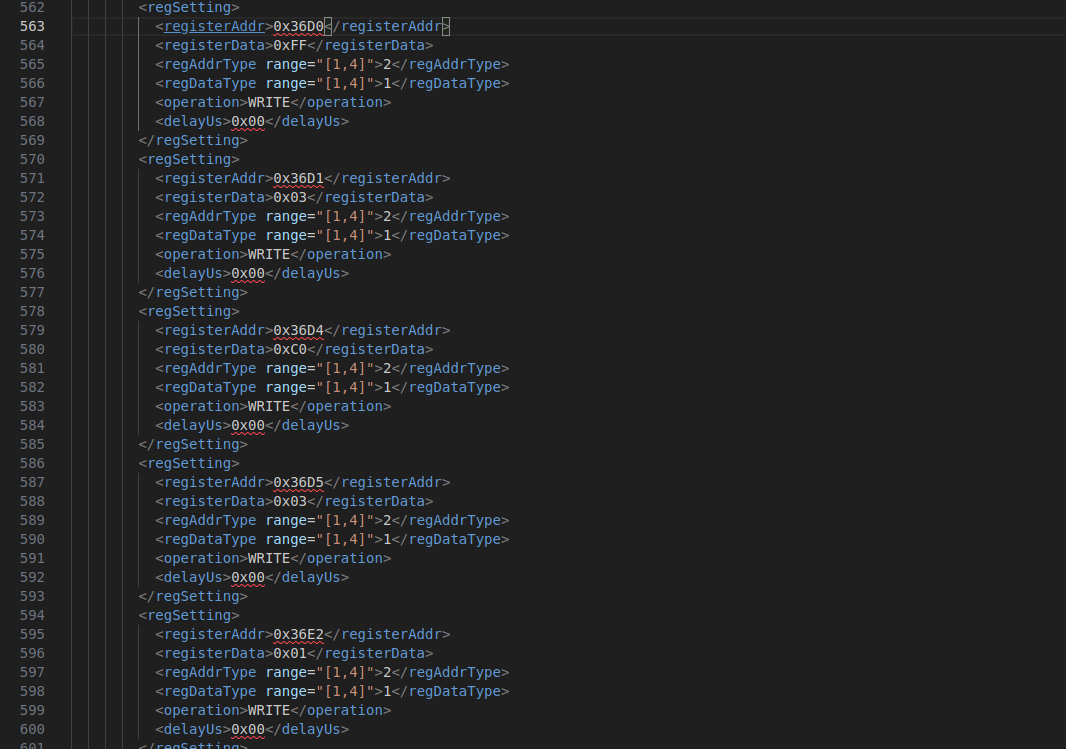 562 <regSetting>
563 <registerAddr>0x36D0</registerAddr>
564 <registerData>0xFF</registerData>
565 <regAddrType range="[1,4]">2</regAddrType>
566 <regDataType range="[1,4]">1</regDataType>
567 <operation>WRITE</operation>
568 <delayUs>0x00</delayUs>
569 </regSetting>
570 <regSetting>
571 <registerAddr>0x36D1</registerAddr>
572 <registerData>0x03</registerData>
573 <regAddrType range="[1,4]">2</regAddrType>
574 <regDataType range="[1,4]">1</regDataType>
575 <operation>WRITE</operation>
576 <delayUs>0x00</delayUs>
577 </regSetting>
578 <regSetting>
579 <registerAddr>0x36D4</registerAddr>
580 <registerData>0xC0</registerData>
581 <regAddrType range="[1,4]">2</regAddrType>
582 <regDataType range="[1,4]">1</regDataType>
583 <operation>WRITE</operation>
584 <delayUs>0x00</delayUs>
585 </regSetting>
586 <regSetting>
587 <registerAddr>0x36D5</registerAddr>
588 <registerData>0x03</registerData>
589 <regAddrType range="[1,4]">2</regAddrType>
590 <regDataType range="[1,4]">1</regDataType>
591 <operation>WRITE</operation>
592 <delayUs>0x00</delayUs>
593 </regSetting>
594 <regSetting>
595 <registerAddr>0x36E2</registerAddr>
596 <registerData>0x01</registerData>
597 <regAddrType range="[1,4]">2</regAddrType>
598 <regDataType range="[1,4]">1</regDataType>
599 <operation>WRITE</operation>
600 <delayUs>0x00</delayUs>
601 </regSetting>